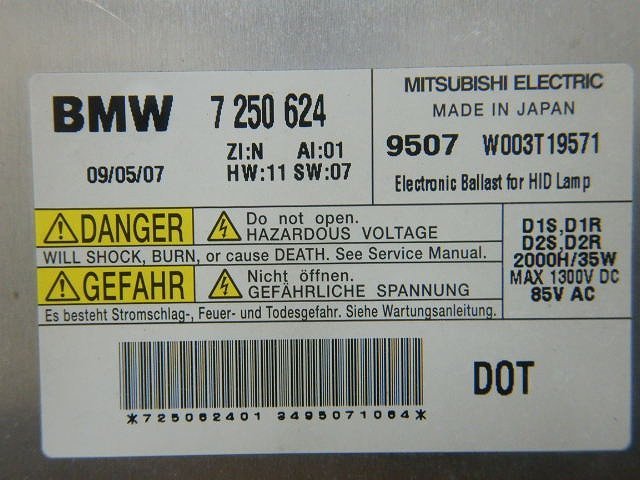 BMW 7 250 624
ZI:N AI:01
09/05/07 HW:11 SW:07
MITSUBISHI ELECTRIC
MADE IN JAPAN
9507 W003T19571
Electronic Ballast for HID Lamp
DANGER Do not open.
HAZARDOUS VOLTAGE
WILL SHOCK, BURN, or cause DEATH. See Service Manual.
GEFAHR Nicht öffnen.
GEFÄHRLICHE SPANNUNG
Es besteht Stromschlag-, Feuer- und Todesgefahr. Siehe Wartungsanleitung.
D1S,D1R
D2S,D2R
2000H/35W
MAX 1300V DC
85V AC
DOT
*725062401 3495071064*